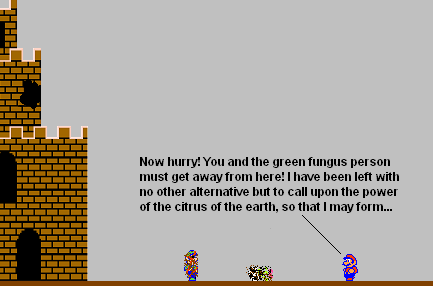 Now hurry! You and the green fungus person
must get away from here! I have been left with
no other alternative but to call upon the power
of the citrus of the earth, so that I may form...